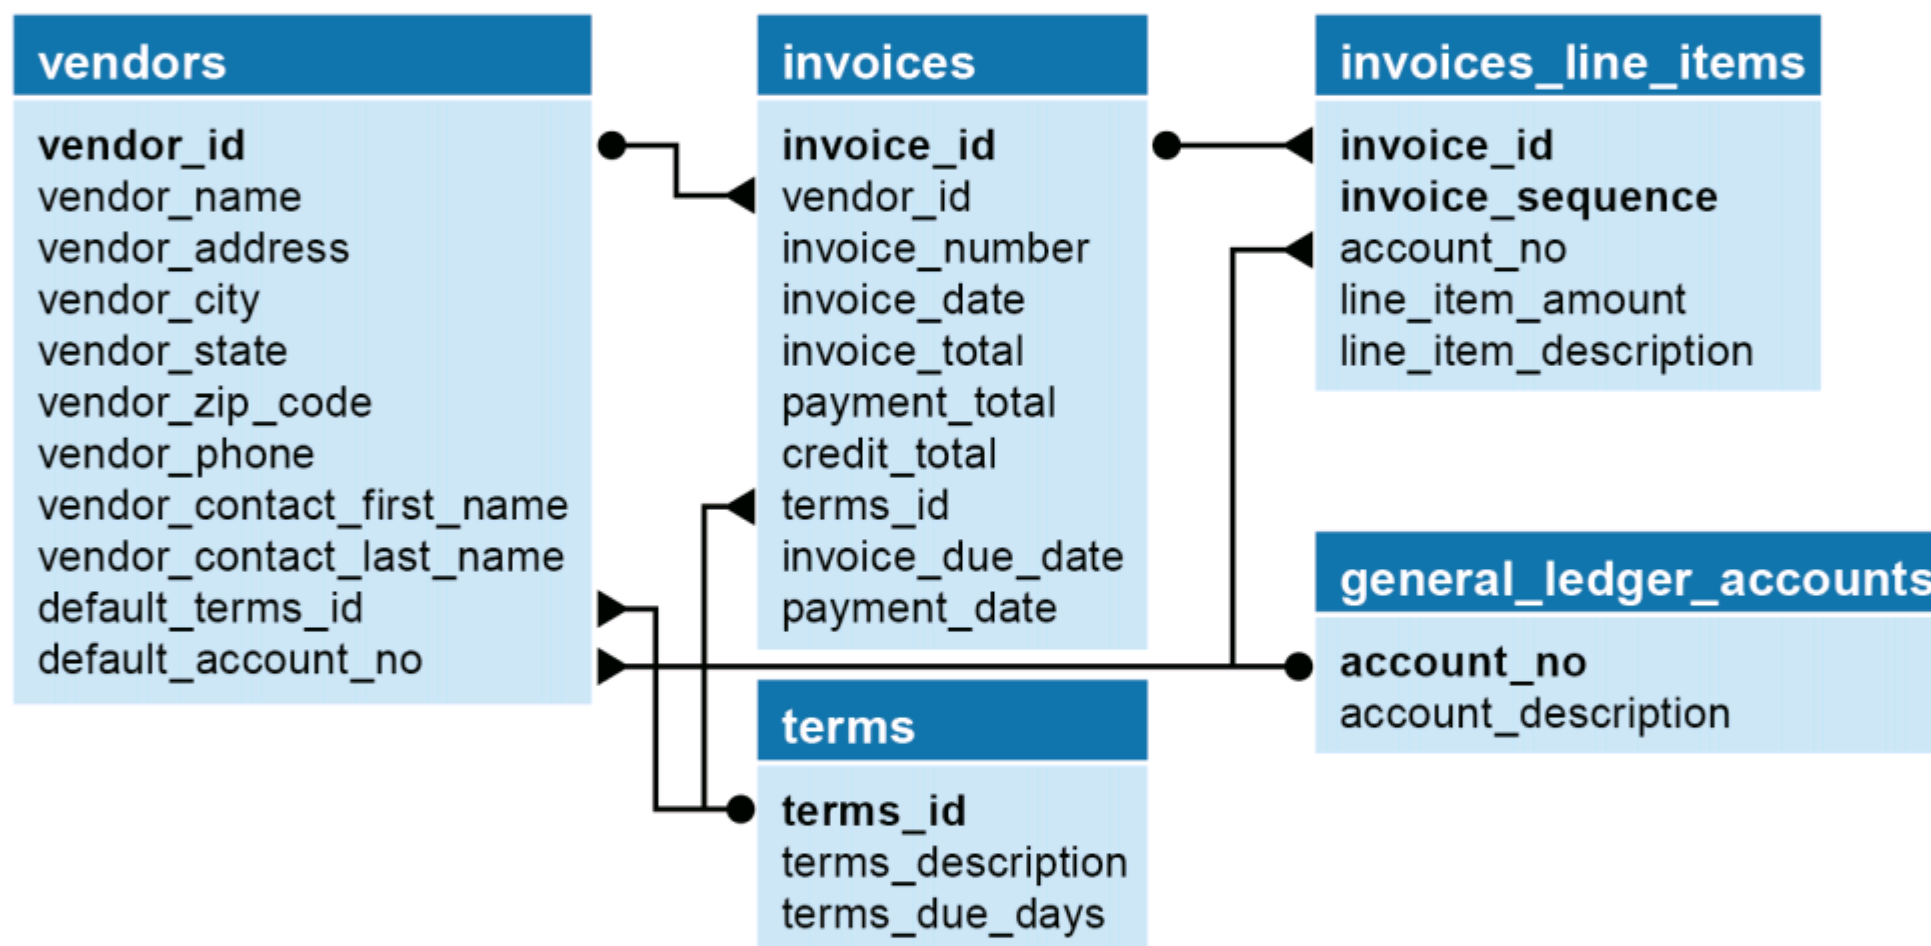 vendors
vendor_id
vendor_name
vendor_address
vendor_city
vendor_state
vendor_zip_code
vendor_phone
vendor_contact_first_name
vendor_contact_last_name
default_terms_id
default_account_no
invoices
invoice_id
vendor_id
invoice_number
invoice_date
invoice_total
payment_total
credit_total
terms_id
invoice_due_date
payment_date
terms
terms_id
terms_description
terms_due_days
invoices_line_items
invoice_id
invoice_sequence
account_no
line_item_amount
line_item_description
general_ledger_accounts
account_no
account_description